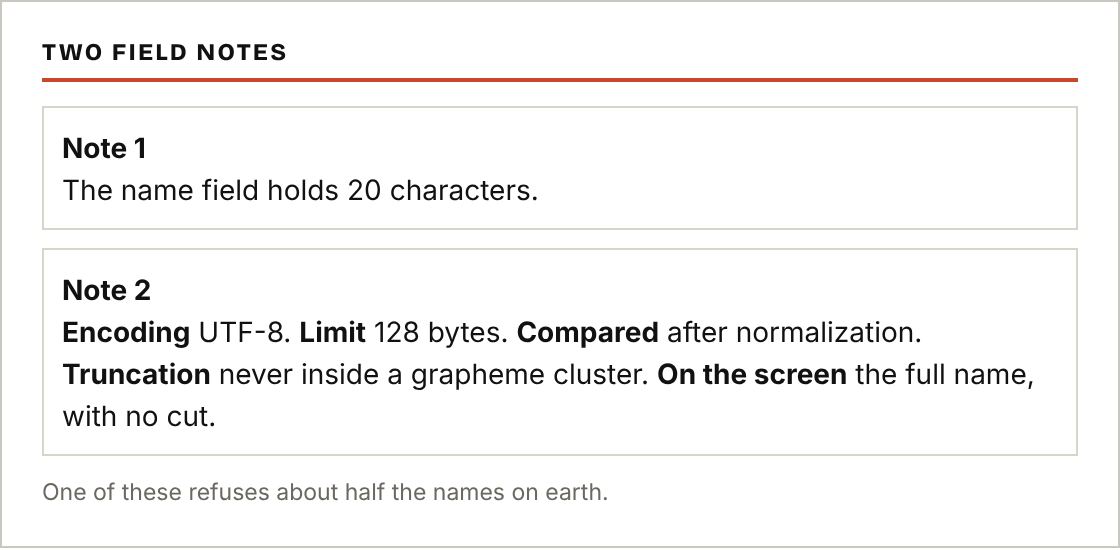 TWO FIELD NOTES
Note 1
The name field holds 20 characters.
Note 2
Encoding UTF-8. Limit 128 bytes. Compared after normalization.
Truncation never inside a grapheme cluster. On the screen the full name,
with no cut.
One of these refuses about half the names on earth.